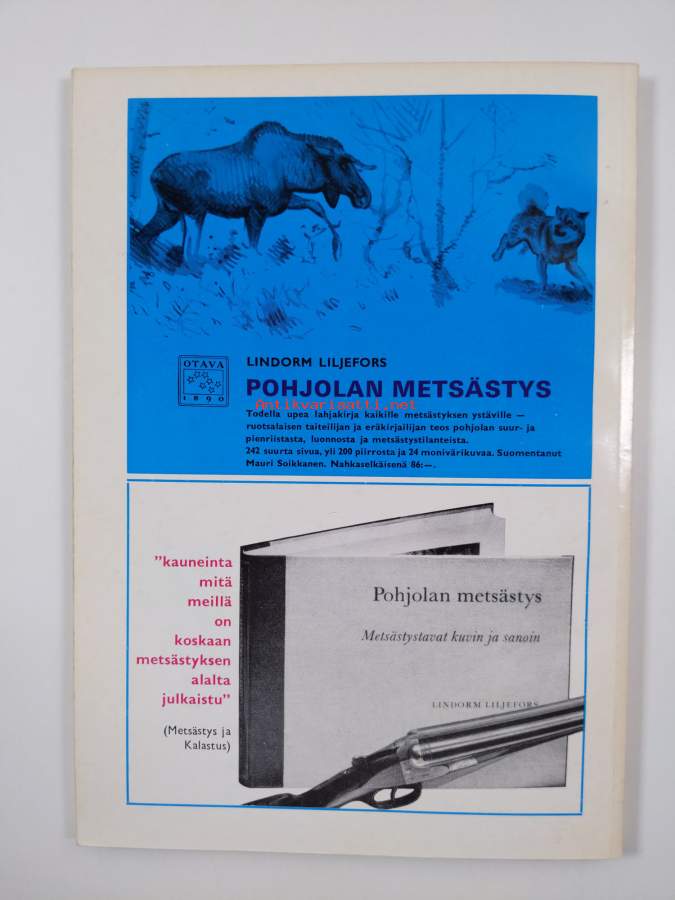 OTAVA
1890
LINDORM LILJEFORS
POHJOLAN METSÄSTYS
Antikvariaatti.net
Todella upea lahjakirja kaikille metsästyksen ystäville —
ruotsalaisen taiteilijan ja eräkirjailijan teos pohjolan suur- ja
pienriistasta, luonnosta ja metsästystilanteista.
242 suurta sivua, yli 200 piirrosta ja 24 monivärikuvaa. Suomentanut
Mauri Soikkanen. Nahkaselkäisenä 86:—.
”kauneinta
mitä
meillä
on
koskaan
metsästyksen
alalta
julkaistu”
(Metsästys ja
Kalastus)
Pohjolan metsästys
Metsästystavat kuvin ja sanoin
LINDORM LILJEFORS